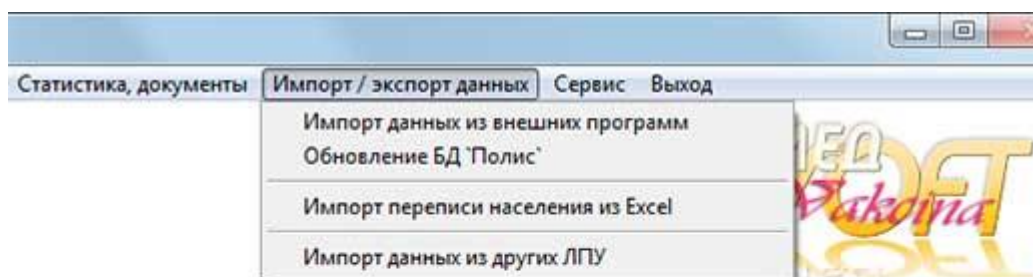 Статистика, документы Импорт / экспорт данных Сервис Выход
Импорт данных из внешних программ
Обновление БД `Полис`
Импорт переписи населения из Excel
Импорт данных из других ЛПУ